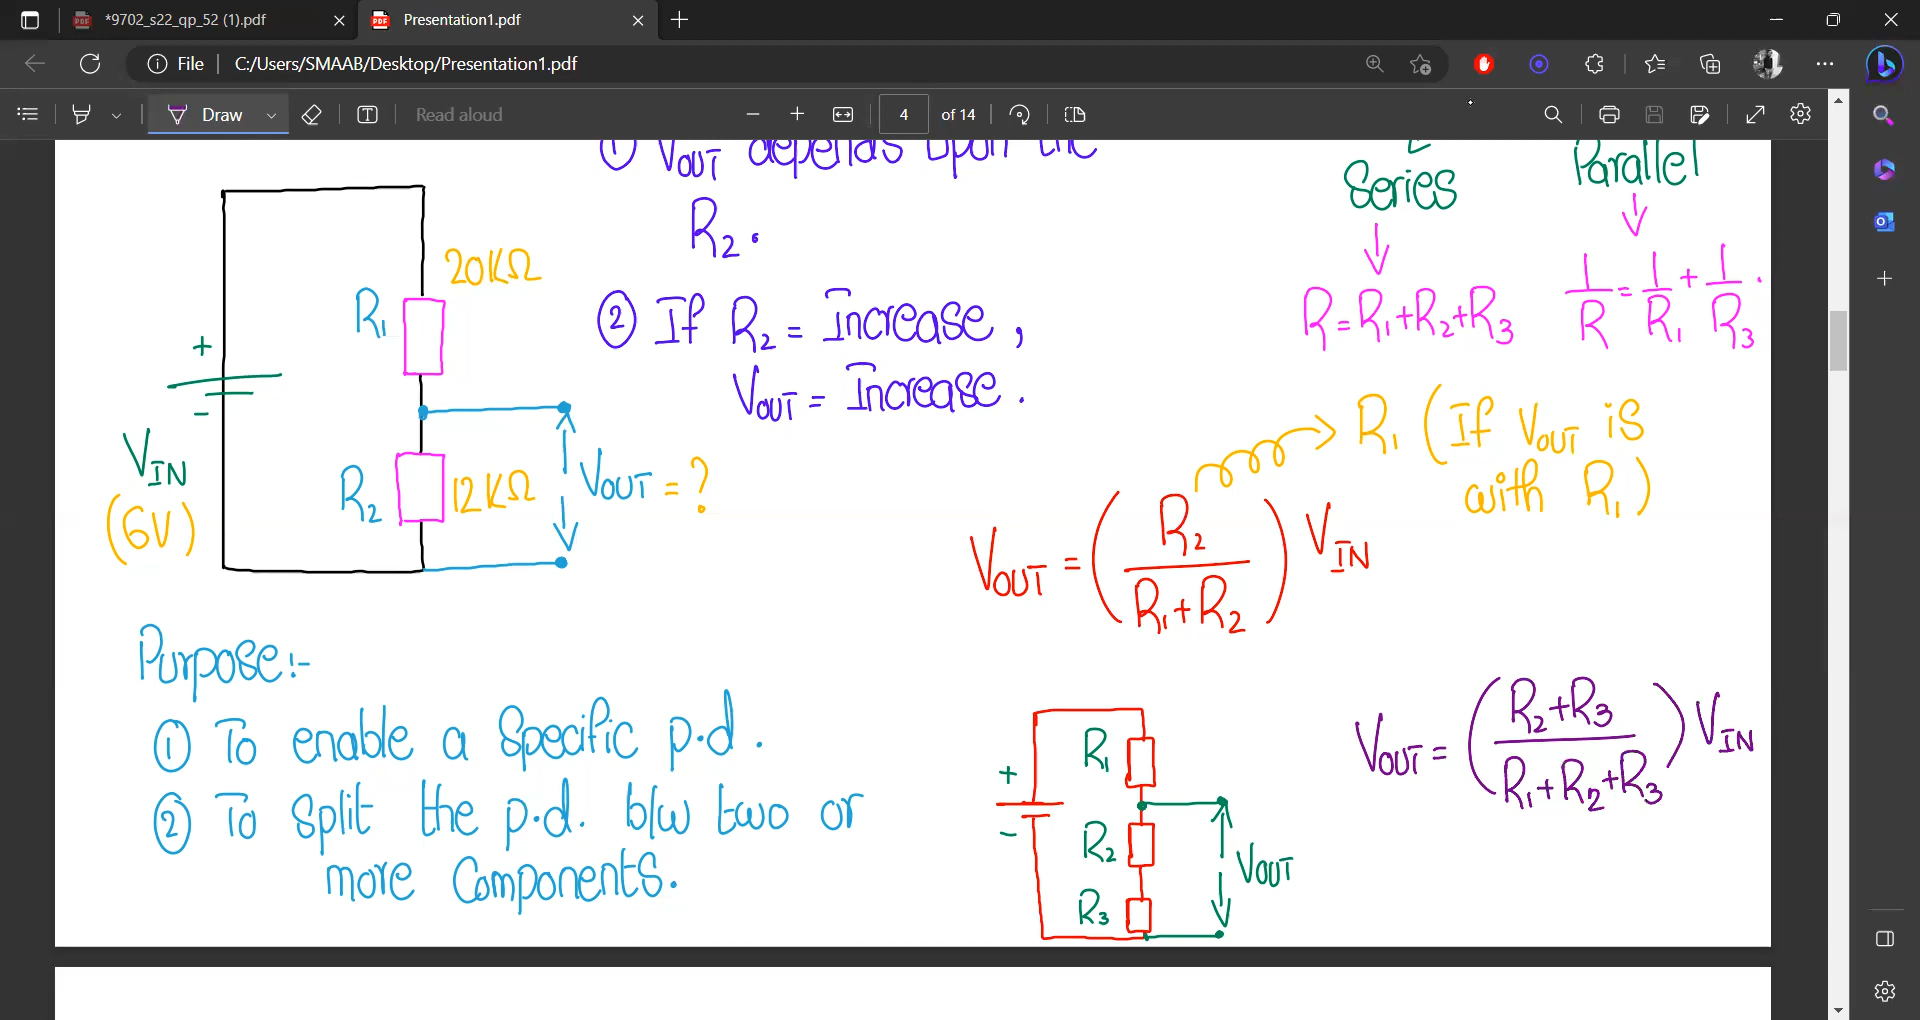 *9702_s22_qp_52 (1).pdf
Presentation1.pdf
File
C:/Users/SMAAB/Desktop/Presentation1.pdf
Draw
Read aloud
4 of 14
① VOUT depends upon the
R2.
② If R2 = Increase,
VOUT = Increase.
Series
Parallel
R=R1+R2+R3
1/R = 1/R1 + 1/R3 .
20KΩ
R1
+
-
VIN
(6V)
R2
12KΩ
VOUT = ?
R1 (If VOUT is
with R1)
VOUT = (R2/(R1+R2)) VIN
Purpose:-
① To enable a specific p.d.
② To split the p.d. b/w two or
more components.
R1
+
-
R2
R3
VOUT
VOUT = ((R2+R3)/(R1+R2+R3)) VIN